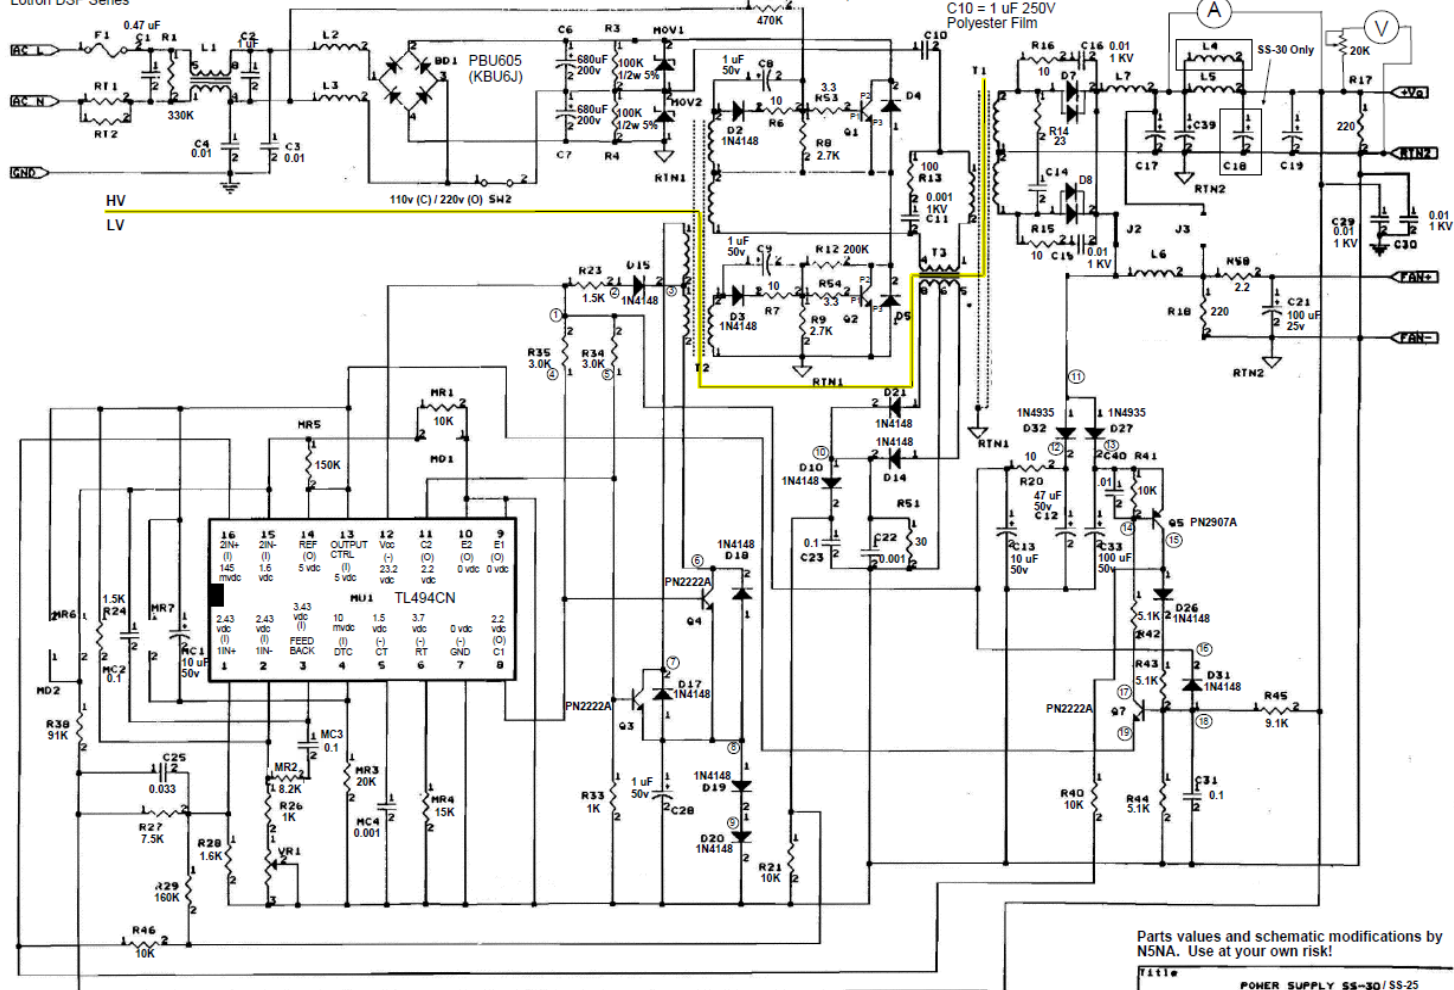 Lotron DSP Series
C10 = 1 uF 250V
Polyester Film
470K
A
V
SS-30 Only
20K
AC L
F1
0.47 uF
C1
R1
L1
C2
1 uF
L2
BD1
PBU605
(KBU6J)
C6
680uF
200v
R3
100K
1/2w 5%
MOV1
C10
T1
R16
10
C16
0.01
1 KV
D7
L7
L4
L5
R17
220
+Vo
AC N
RT1
RT2
330K
L3
680uF
200v
C7
100K
1/2w 5%
R4
MOV2
RTN1
1 uF
50v
C8
D2
1N4148
10
R6
3.3
R53
R8
2.7K
Q1
P1
P2
P3
D4
R14
23
C14
C17
C39
C18
C19
RTN2
RTN2
GND
C4
0.01
C3
0.01
110v (C) / 220v (O) SW2
HV
LV
100
R13
0.001
1KV
C11
T3
D8
R15
10
C15
0.01
1 KV
J2
J3
L6
C29
0.01
1 KV
0.01
1 KV
C30
1 uF
50v
C9
R12 200K
D3
1N4148
10
R7
R54
3.3
R9
2.7K
Q2
P1
P2
P3
D5
RTN1
T2
R58
2.2
R18
220
C21
100 uF
25v
FAN+
FAN-
RTN2
R23
1.5K
D15
1N4148
R35
3.0K
R34
3.0K
MR1
10K
MD1
MR5
150K
D21
1N4148
1N4148
D14
D10
1N4148
R51
30
0.1
C23
C22
0.001
RTN1
1N4935
D32
1N4935
D27
10
R20
47 uF
50v
C12
C40
.01
R41
10K
Q5 PN2907A
C13
10 uF
50v
C33
100 uF
50v
16 15 14 13 12 11 10 9
2IN+ 2IN- REF OUTPUT CTRL Vcc C2 E2 E1
(I) (I) (O) (I) (-) (O) (O) (O)
145 mvdc 1.6 vdc 5 vdc 5 vdc 23.2 vdc 2.2 vdc 0 vdc 0 vdc
MU1 TL494CN
2.43 vdc 2.43 vdc 3.43 vdc 10 mvdc 1.5 vdc 3.7 vdc 0 vdc 2.2 vdc
(I) (I) (I) (I) (-) (-) (-) (O)
1IN+ 1IN- FEED BACK DTC CT RT GND C1
1 2 3 4 5 6 7 8
MR6
1.5K
R24
MR7
MC2
0.1
MC1
10 uF
50v
MD2
1N4148
D18
PN2222A
Q4
PN2222A
Q3
D17
1N4148
5.1K
R42
D26
1N4148
R43
5.1K
D31
1N4148
PN2222A
Q7
R45
9.1K
R38
91K
C25
0.033
R27
7.5K
MC3
0.1
MR2
8.2K
R26
1K
VR1
MR3
20K
MC4
0.001
MR4
15K
R33
1K
1 uF
50v
C28
1N4148
D19
D20
1N4148
R21
10K
R40
10K
R44
5.1K
C31
0.1
R28
1.6K
R29
160K
R46
10K
Parts values and schematic modifications by
N5NA. Use at your own risk!
Title
POWER SUPPLY SS-30/ SS-25